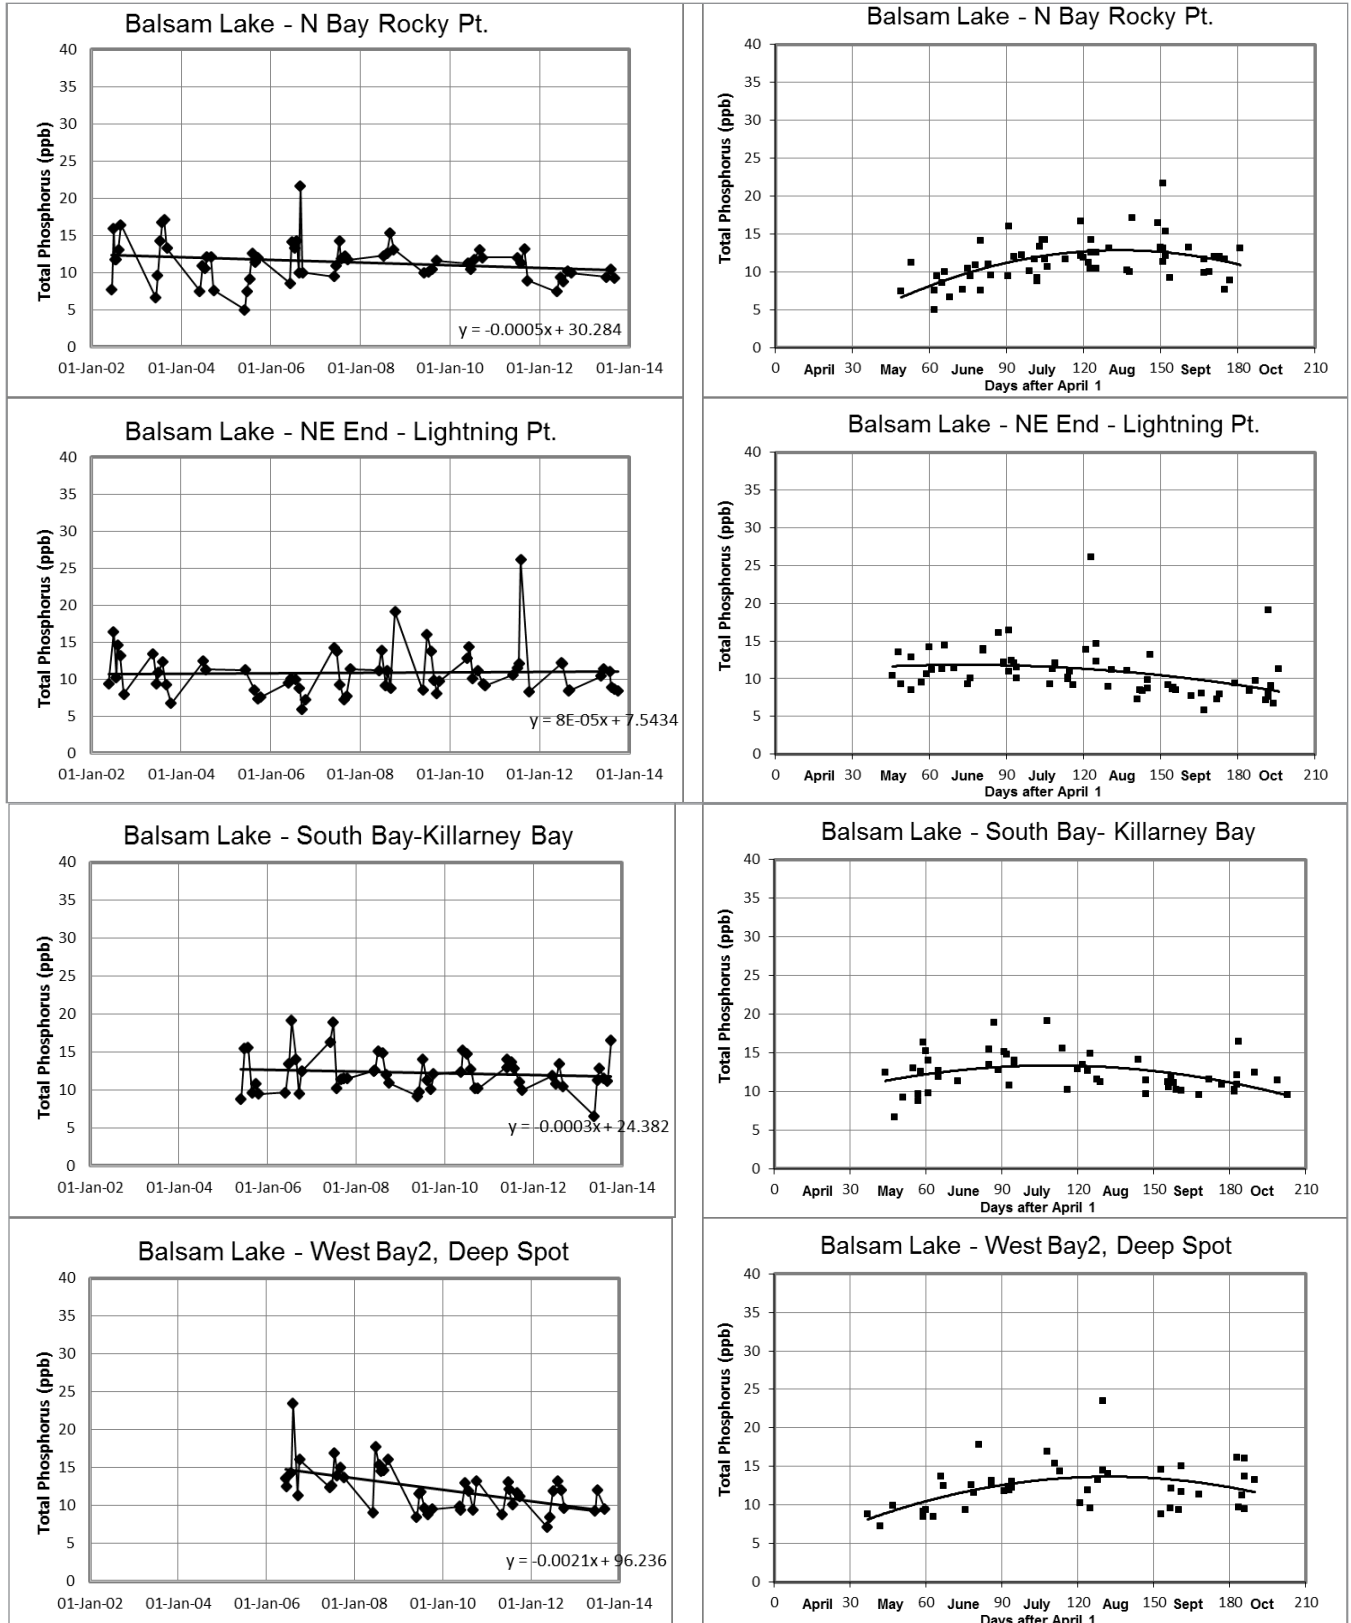 Balsam Lake - N Bay Rocky Pt.
Total Phosphorus (ppb)
40
35
30
25
20
15
10
5
0
y = -0.0005x + 30.284
01-Jan-02 01-Jan-04 01-Jan-06 01-Jan-08 01-Jan-10 01-Jan-12 01-Jan-14
Balsam Lake - N Bay Rocky Pt.
Total Phosphorus (ppb)
40
35
30
25
20
15
10
5
0
0 April 30 May 60 June 90 July 120 Aug 150 Sept 180 Oct 210
Days after April 1
Balsam Lake - NE End - Lightning Pt.
Total Phosphorus (ppb)
40
35
30
25
20
15
10
5
0
y = 8E-05x + 7.5434
01-Jan-02 01-Jan-04 01-Jan-06 01-Jan-08 01-Jan-10 01-Jan-12 01-Jan-14
Balsam Lake - NE End - Lightning Pt.
Total Phosphorus (ppb)
40
35
30
25
20
15
10
5
0
0 April 30 May 60 June 90 July 120 Aug 150 Sept 180 Oct 210
Days after April 1
Balsam Lake - South Bay-Killarney Bay
Total Phosphorus (ppb)
40
35
30
25
20
15
10
5
0
y = -0.0003x + 24.382
01-Jan-02 01-Jan-04 01-Jan-06 01-Jan-08 01-Jan-10 01-Jan-12 01-Jan-14
Balsam Lake - South Bay- Killarney Bay
Total Phosphorus (ppb)
40
35
30
25
20
15
10
5
0
0 April 30 May 60 June 90 July 120 Aug 150 Sept 180 Oct 210
Days after April 1
Balsam Lake - West Bay2, Deep Spot
Total Phosphorus (ppb)
40
35
30
25
20
15
10
5
0
y = -0.0021x + 96.236
01-Jan-02 01-Jan-04 01-Jan-06 01-Jan-08 01-Jan-10 01-Jan-12 01-Jan-14
Balsam Lake - West Bay2, Deep Spot
Total Phosphorus (ppb)
40
35
30
25
20
15
10
5
0
0 April 30 May 60 June 90 July 120 Aug 150 Sept 180 Oct 210
Days after April 1